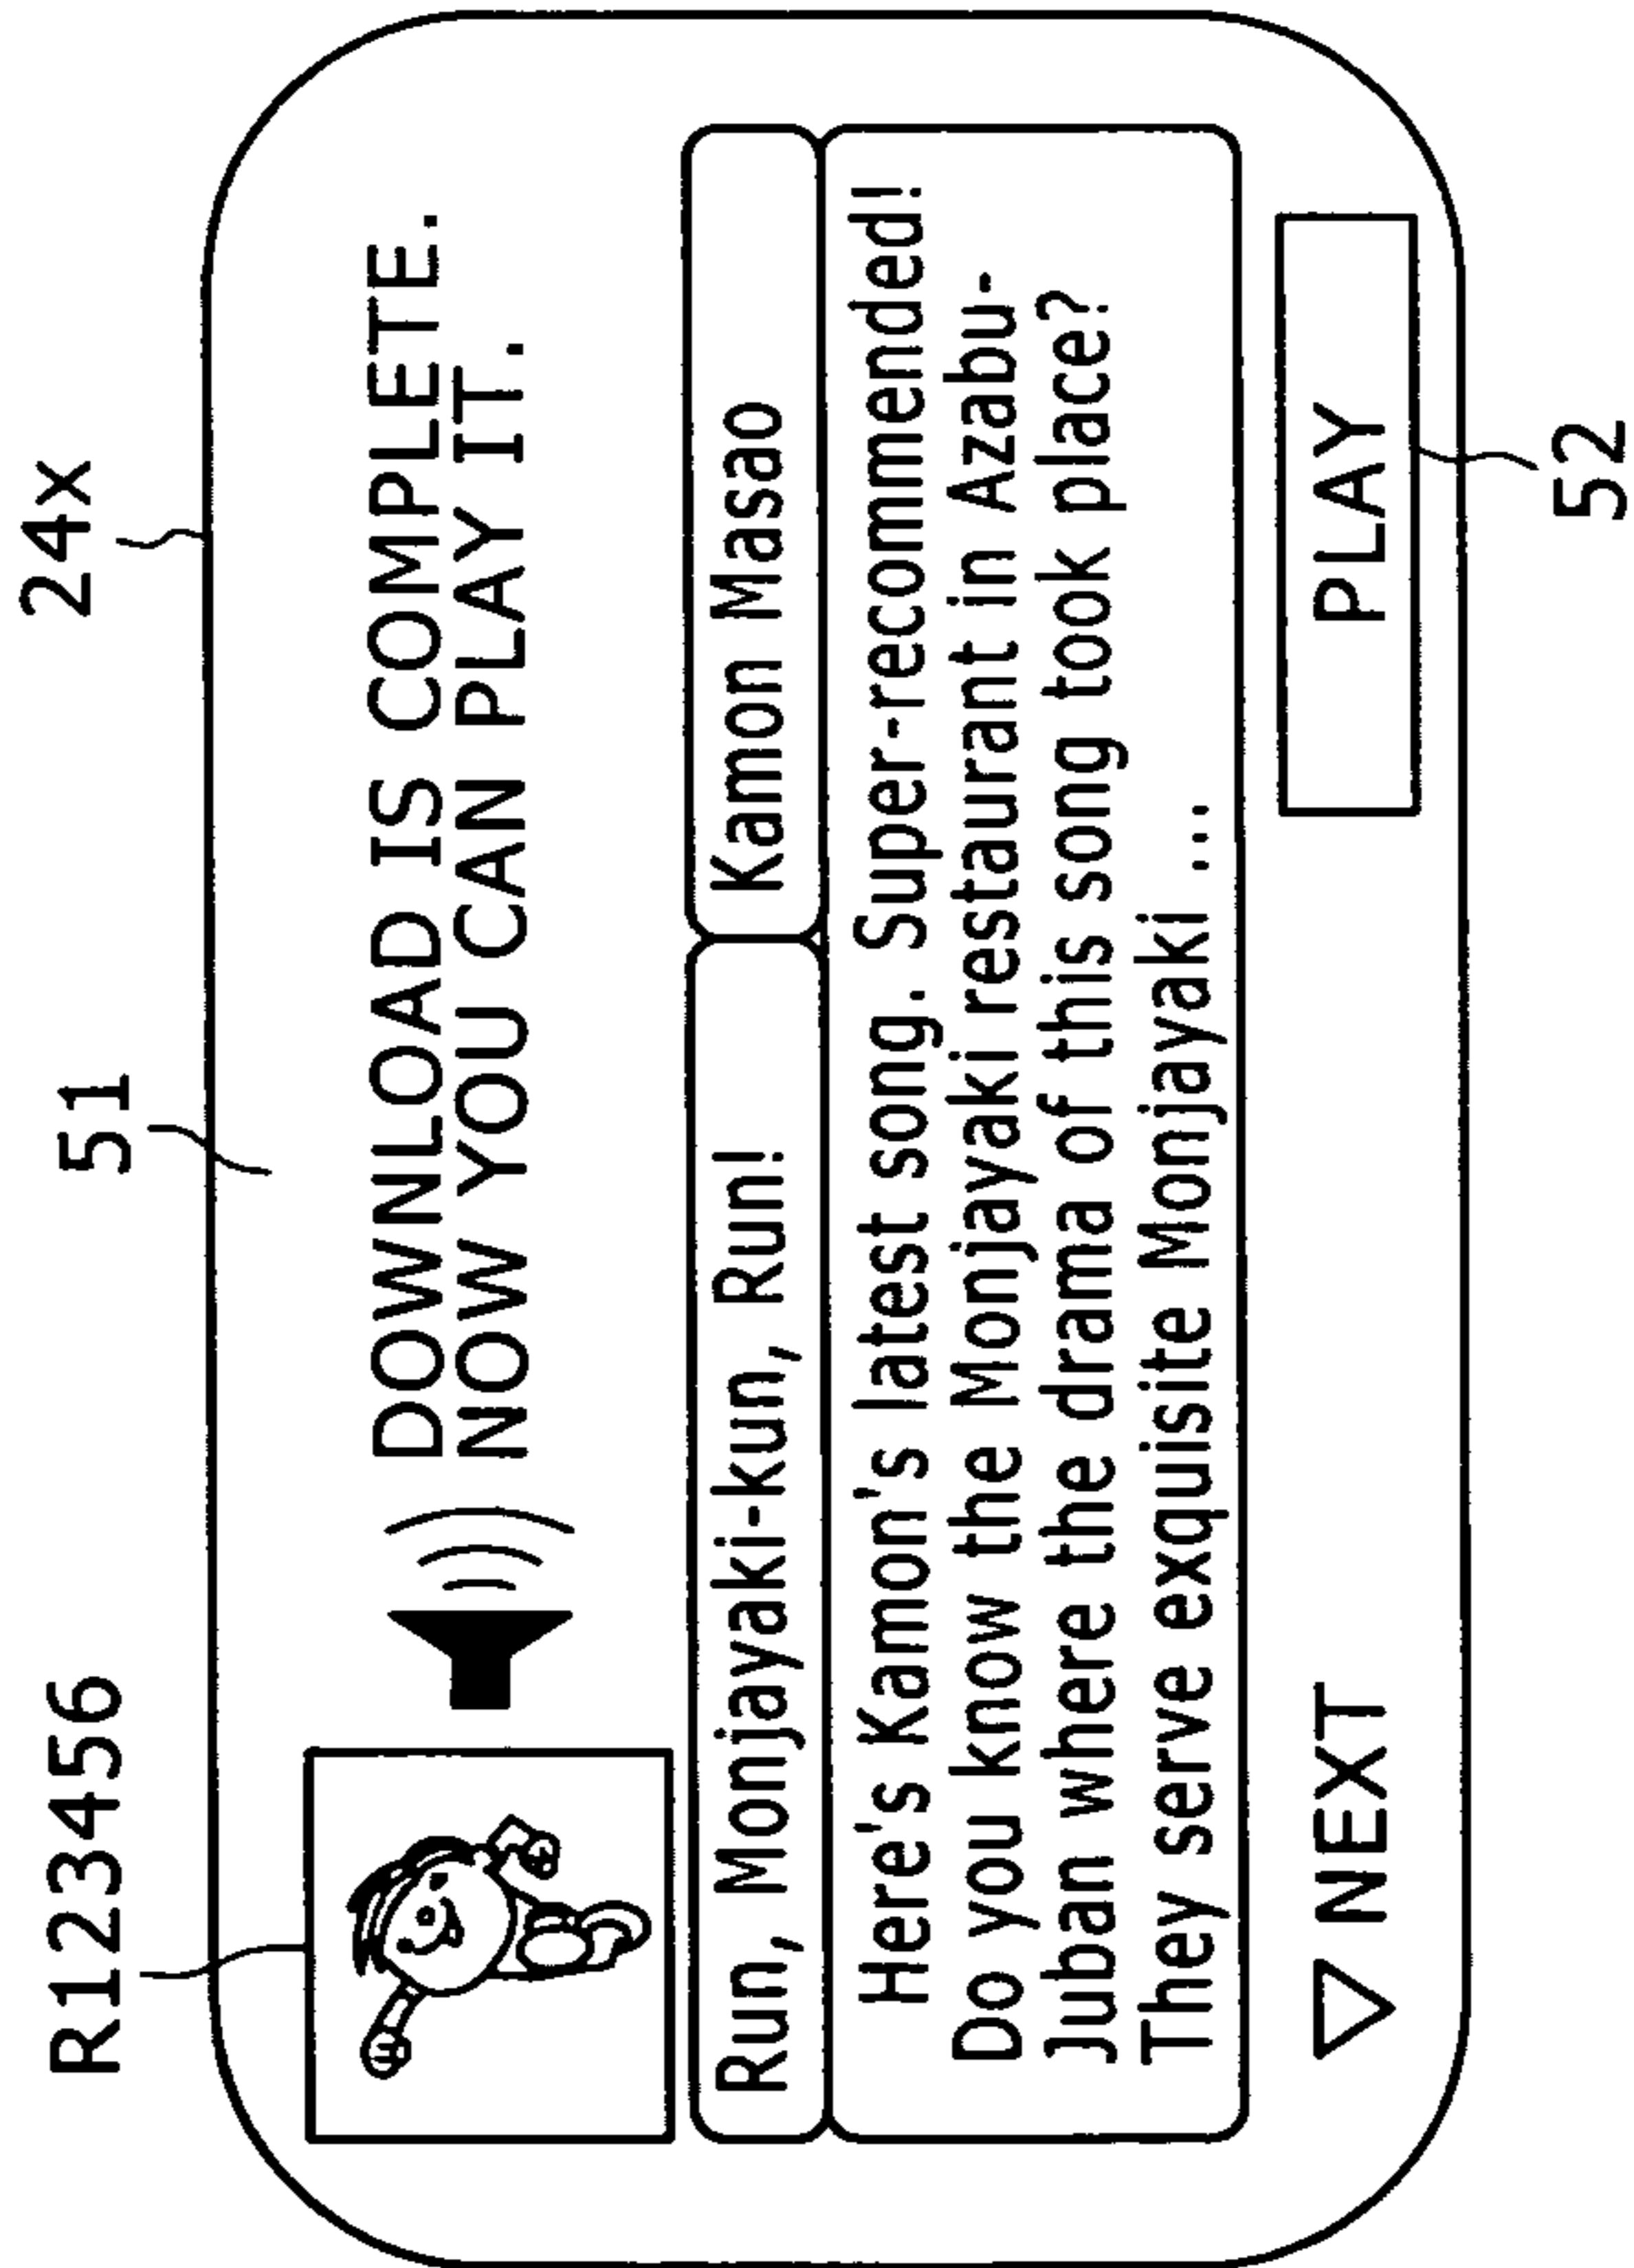 R123456
51
24x
DOWNLOAD IS COMPLETE.
NOW YOU CAN PLAY IT.
Run, Monjayaki-kun, Run!
Kamon Masao
Here's Kamon's latest song. Super-recommended!
Do you know the Monjayaki restaurant in Azabu-
Juban where the drama of this song took place?
They serve exquisite Monjayaki ...
▽ NEXT
PLAY
52